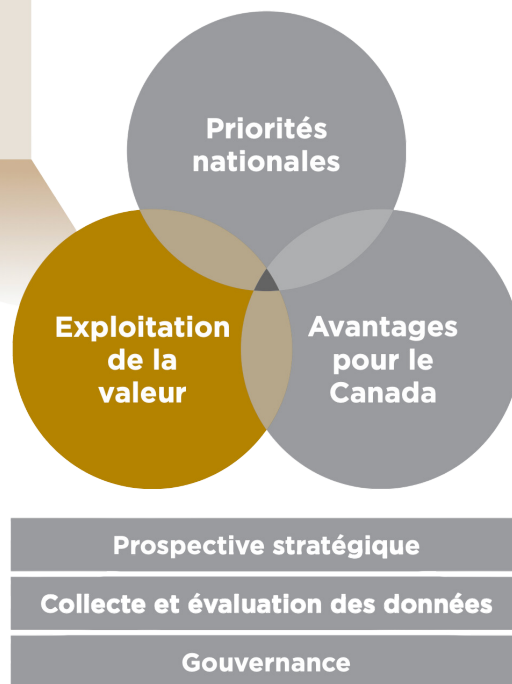 Priorités
nationales
Exploitation
de la
valeur
Avantages
pour le
Canada
Prospective stratégique
Collecte et évaluation des données
Gouvernance